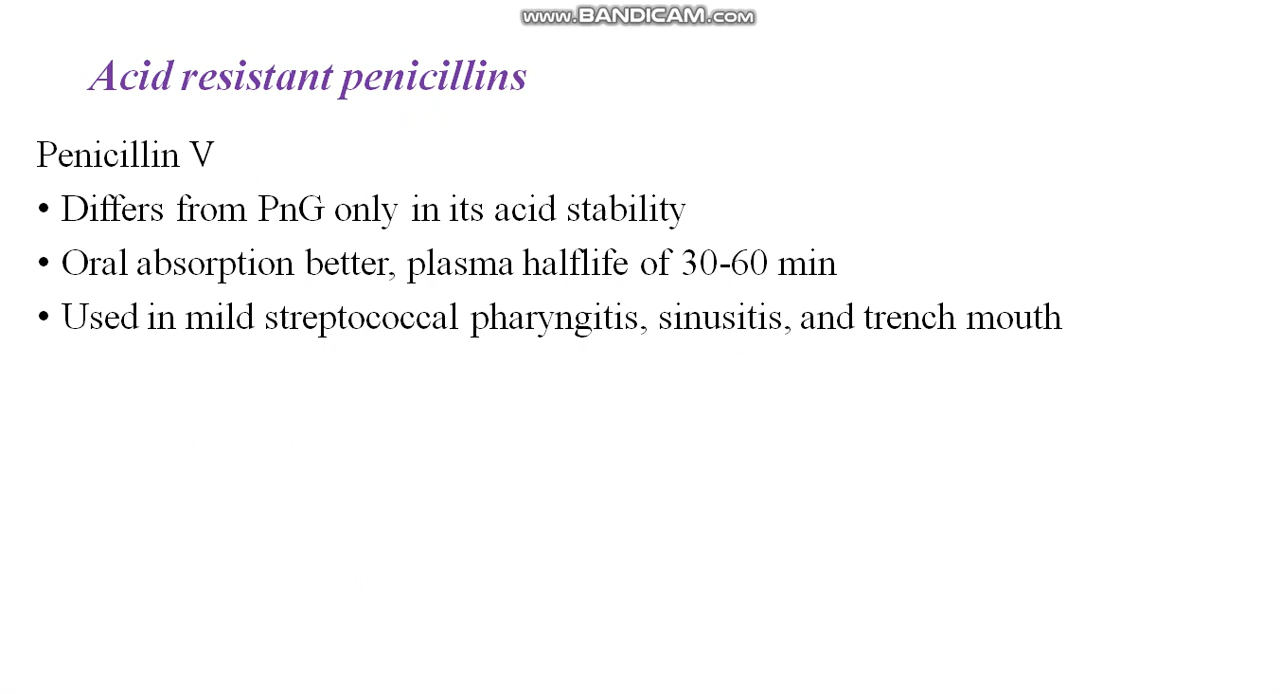 www.BANDICAM.com
Acid resistant penicillins
Penicillin V
• Differs from PnG only in its acid stability
• Oral absorption better, plasma halflife of 30-60 min
• Used in mild streptococcal pharyngitis, sinusitis, and trench mouth